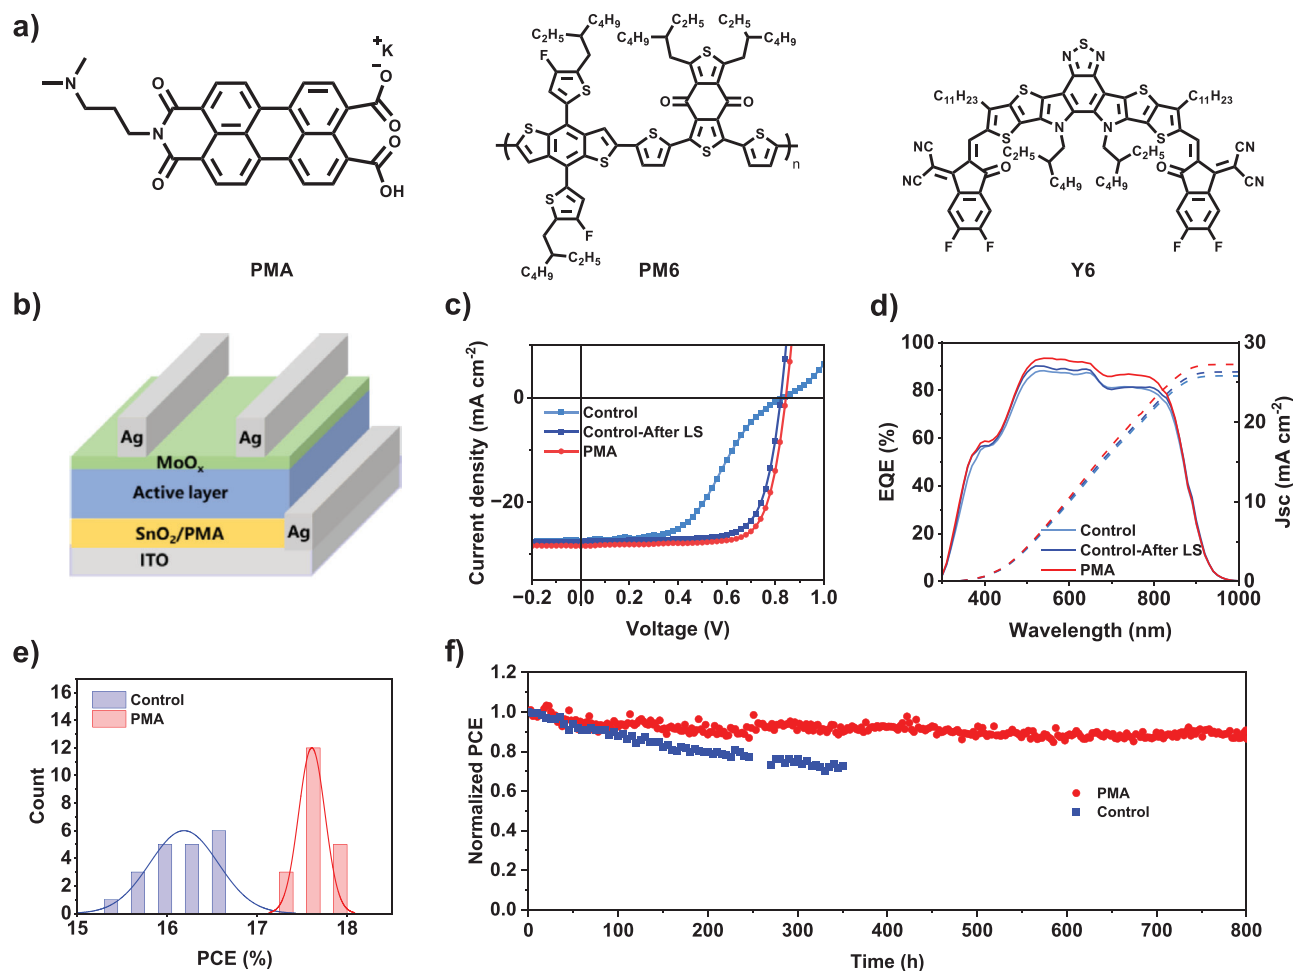 a)
+
K
−
O
O
O
OH
N
O
N
O
PMA
C2H5
C4H9
F
S
S
S
S
F
C2H5
C4H9
C2H5
C4H9
C2H5
C4H9
S
O
O
S
S
S
n
PM6
S
N
N
C11H23
C11H23
S
S
S
S
N
N
C2H5
C4H9
C2H5
C4H9
NC
CN
O
F
F
O
CN
CN
F
F
Y6
b)
Ag
Ag
Ag
MoOx
Active layer
SnO2/PMA
ITO
c)
Current density (mA cm−2)
0
−20
Control
Control-After LS
PMA
−0.2 0.0 0.2 0.4 0.6 0.8 1.0
Voltage (V)
d)
EQE (%)
100
80
60
40
20
0
Control
Control-After LS
PMA
30
25
20
15
10
5
0
Jsc (mA cm−2)
400 600 800 1000
Wavelength (nm)
e)
Count
16
14
12
10
8
6
4
2
0
Control
PMA
15 16 17 18
PCE (%)
f)
Normalized PCE
1.2
1.0
0.8
0.6
0.4
0.2
0.0
PMA
Control
0 100 200 300 400 500 600 700 800
Time (h)